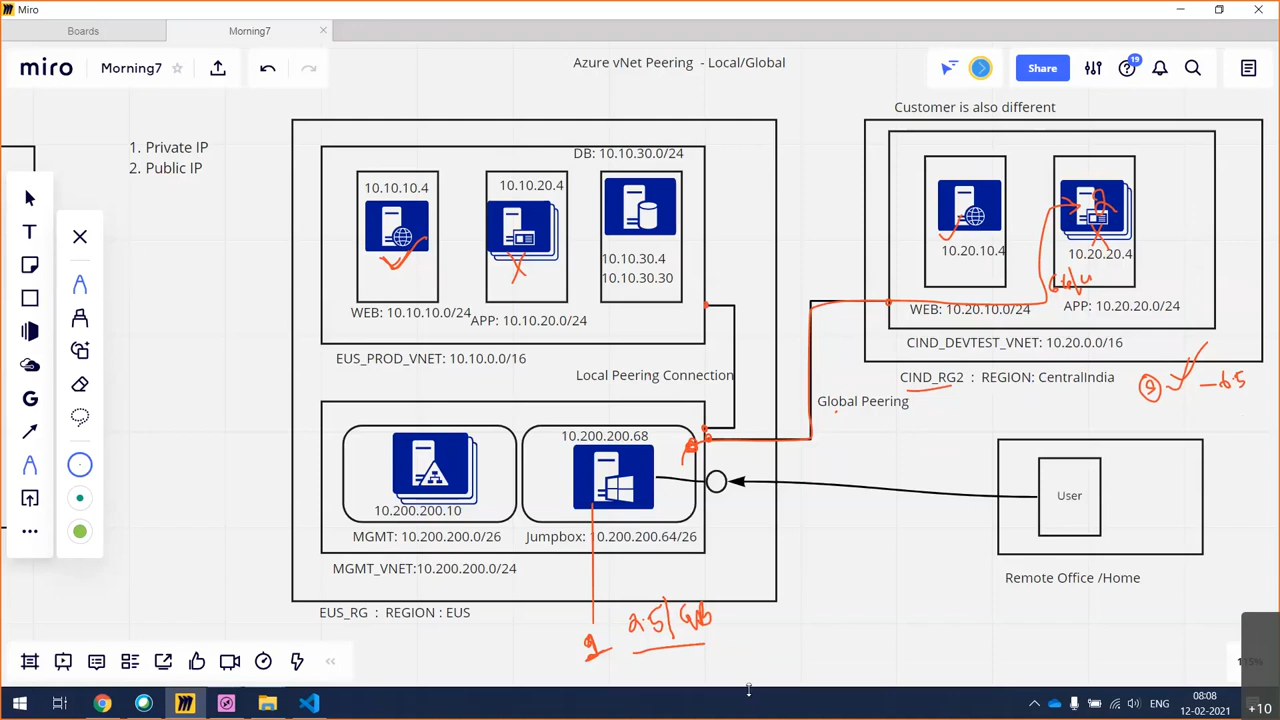 Miro
Boards
Morning7
miro
Morning7
Share
19
Azure vNet Peering - Local/Global
Customer is also different
1. Private IP
2. Public IP
DB: 10.10.30.0/24
10.10.10.4
10.10.20.4
10.10.30.4
10.10.30.30
WEB: 10.10.10.0/24
APP: 10.10.20.0/24
EUS_PROD_VNET: 10.10.0.0/16
Local Peering Connection
10.20.10.4
10.20.20.4
WEB: 10.20.10.0/24
APP: 10.20.20.0/24
CIND_DEVTEST_VNET: 10.20.0.0/16
CIND_RG2 : REGION: CentralIndia
Global Peering
10.200.200.68
10.200.200.10
MGMT: 10.200.200.0/26
Jumpbox: 10.200.200.64/26
MGMT_VNET:10.200.200.0/24
EUS_RG : REGION : EUS
User
Remote Office /Home
2.5/Gb
T
115%
ENG
08:08
12-02-2021
+10